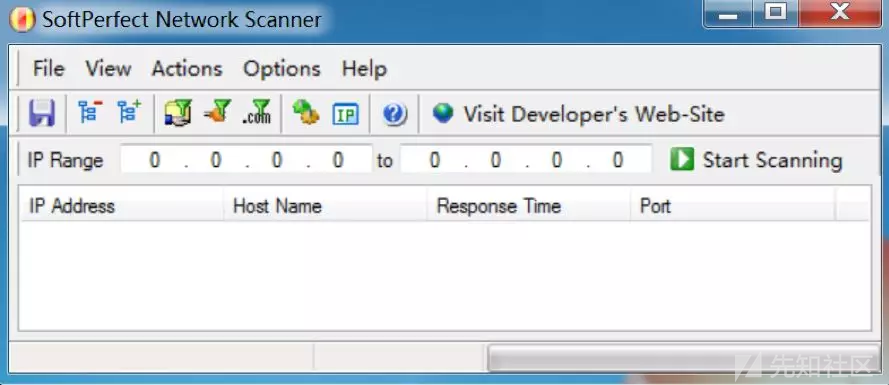 SoftPerfect Network Scanner
File View Actions Options Help
.com IP Visit Developer's Web-Site
IP Range 0 . 0 . 0 . 0 to 0 . 0 . 0 . 0 Start Scanning
IP Address Host Name Response Time Port
先知社区